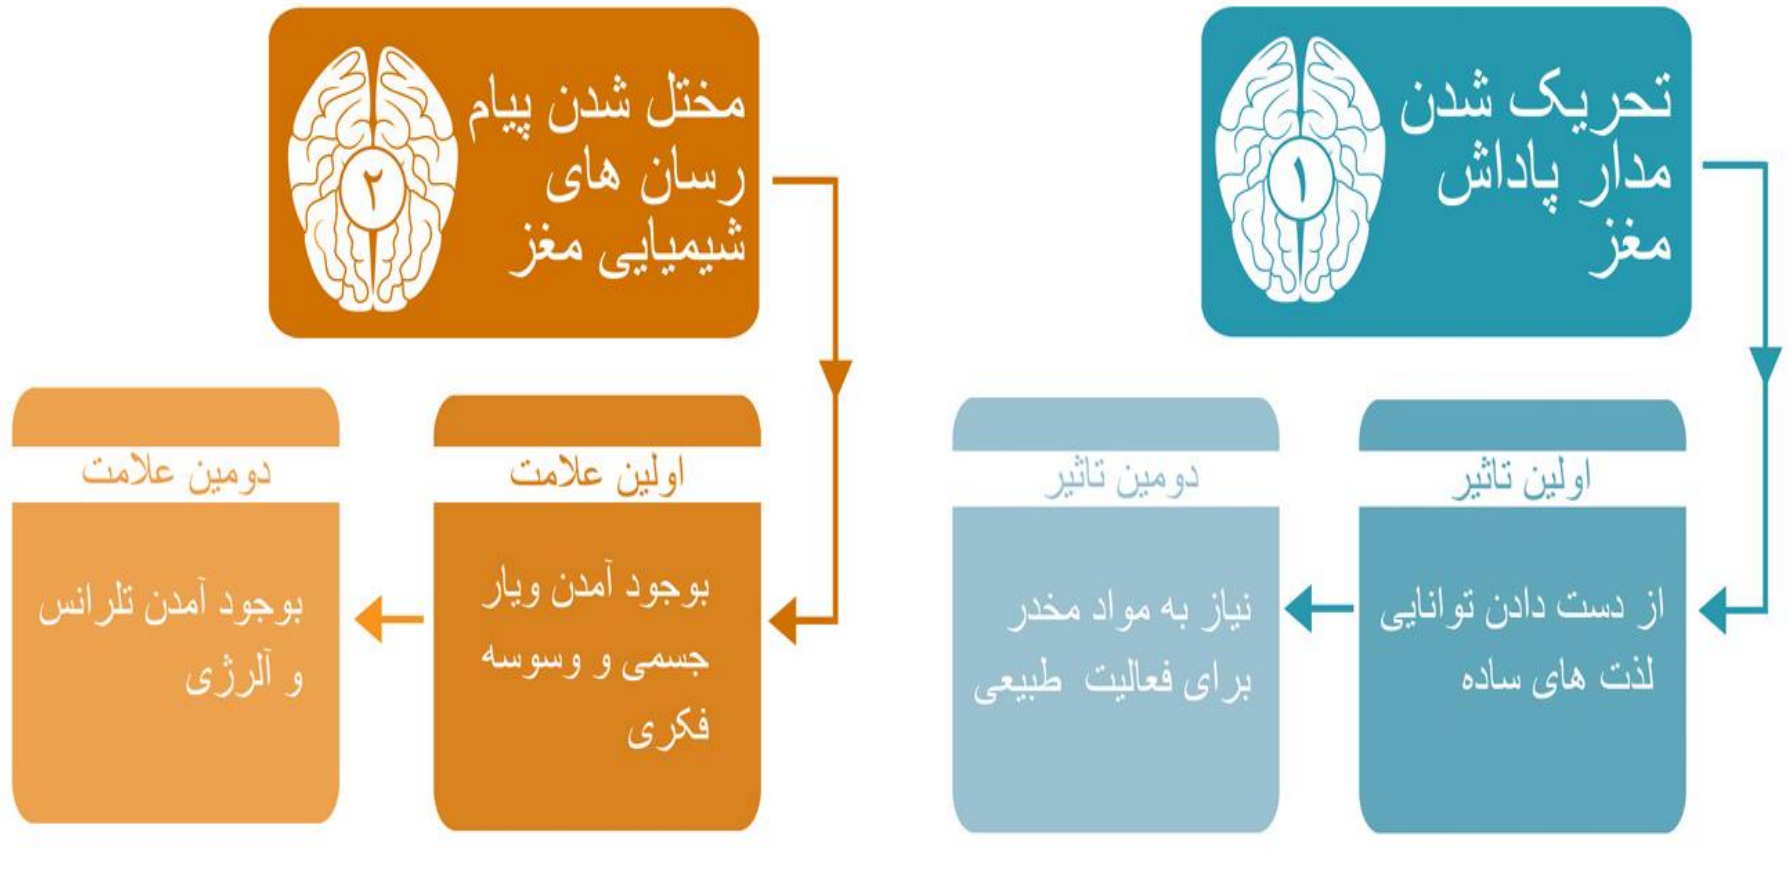 تحریک شدن
مدار پاداش
مغز
۱
اولین تاثیر
از دست دادن توانایی
لذت های ساده
دومین تاثیر
نیاز به مواد مخدر
برای فعالیت طبیعی
مختل شدن پیام
رسان های
شیمیایی مغز
۲
اولین علامت
بوجود آمدن ویار
جسمی و وسوسه
فکری
دومین علامت
بوجود آمدن تلرانس
و آلرژی